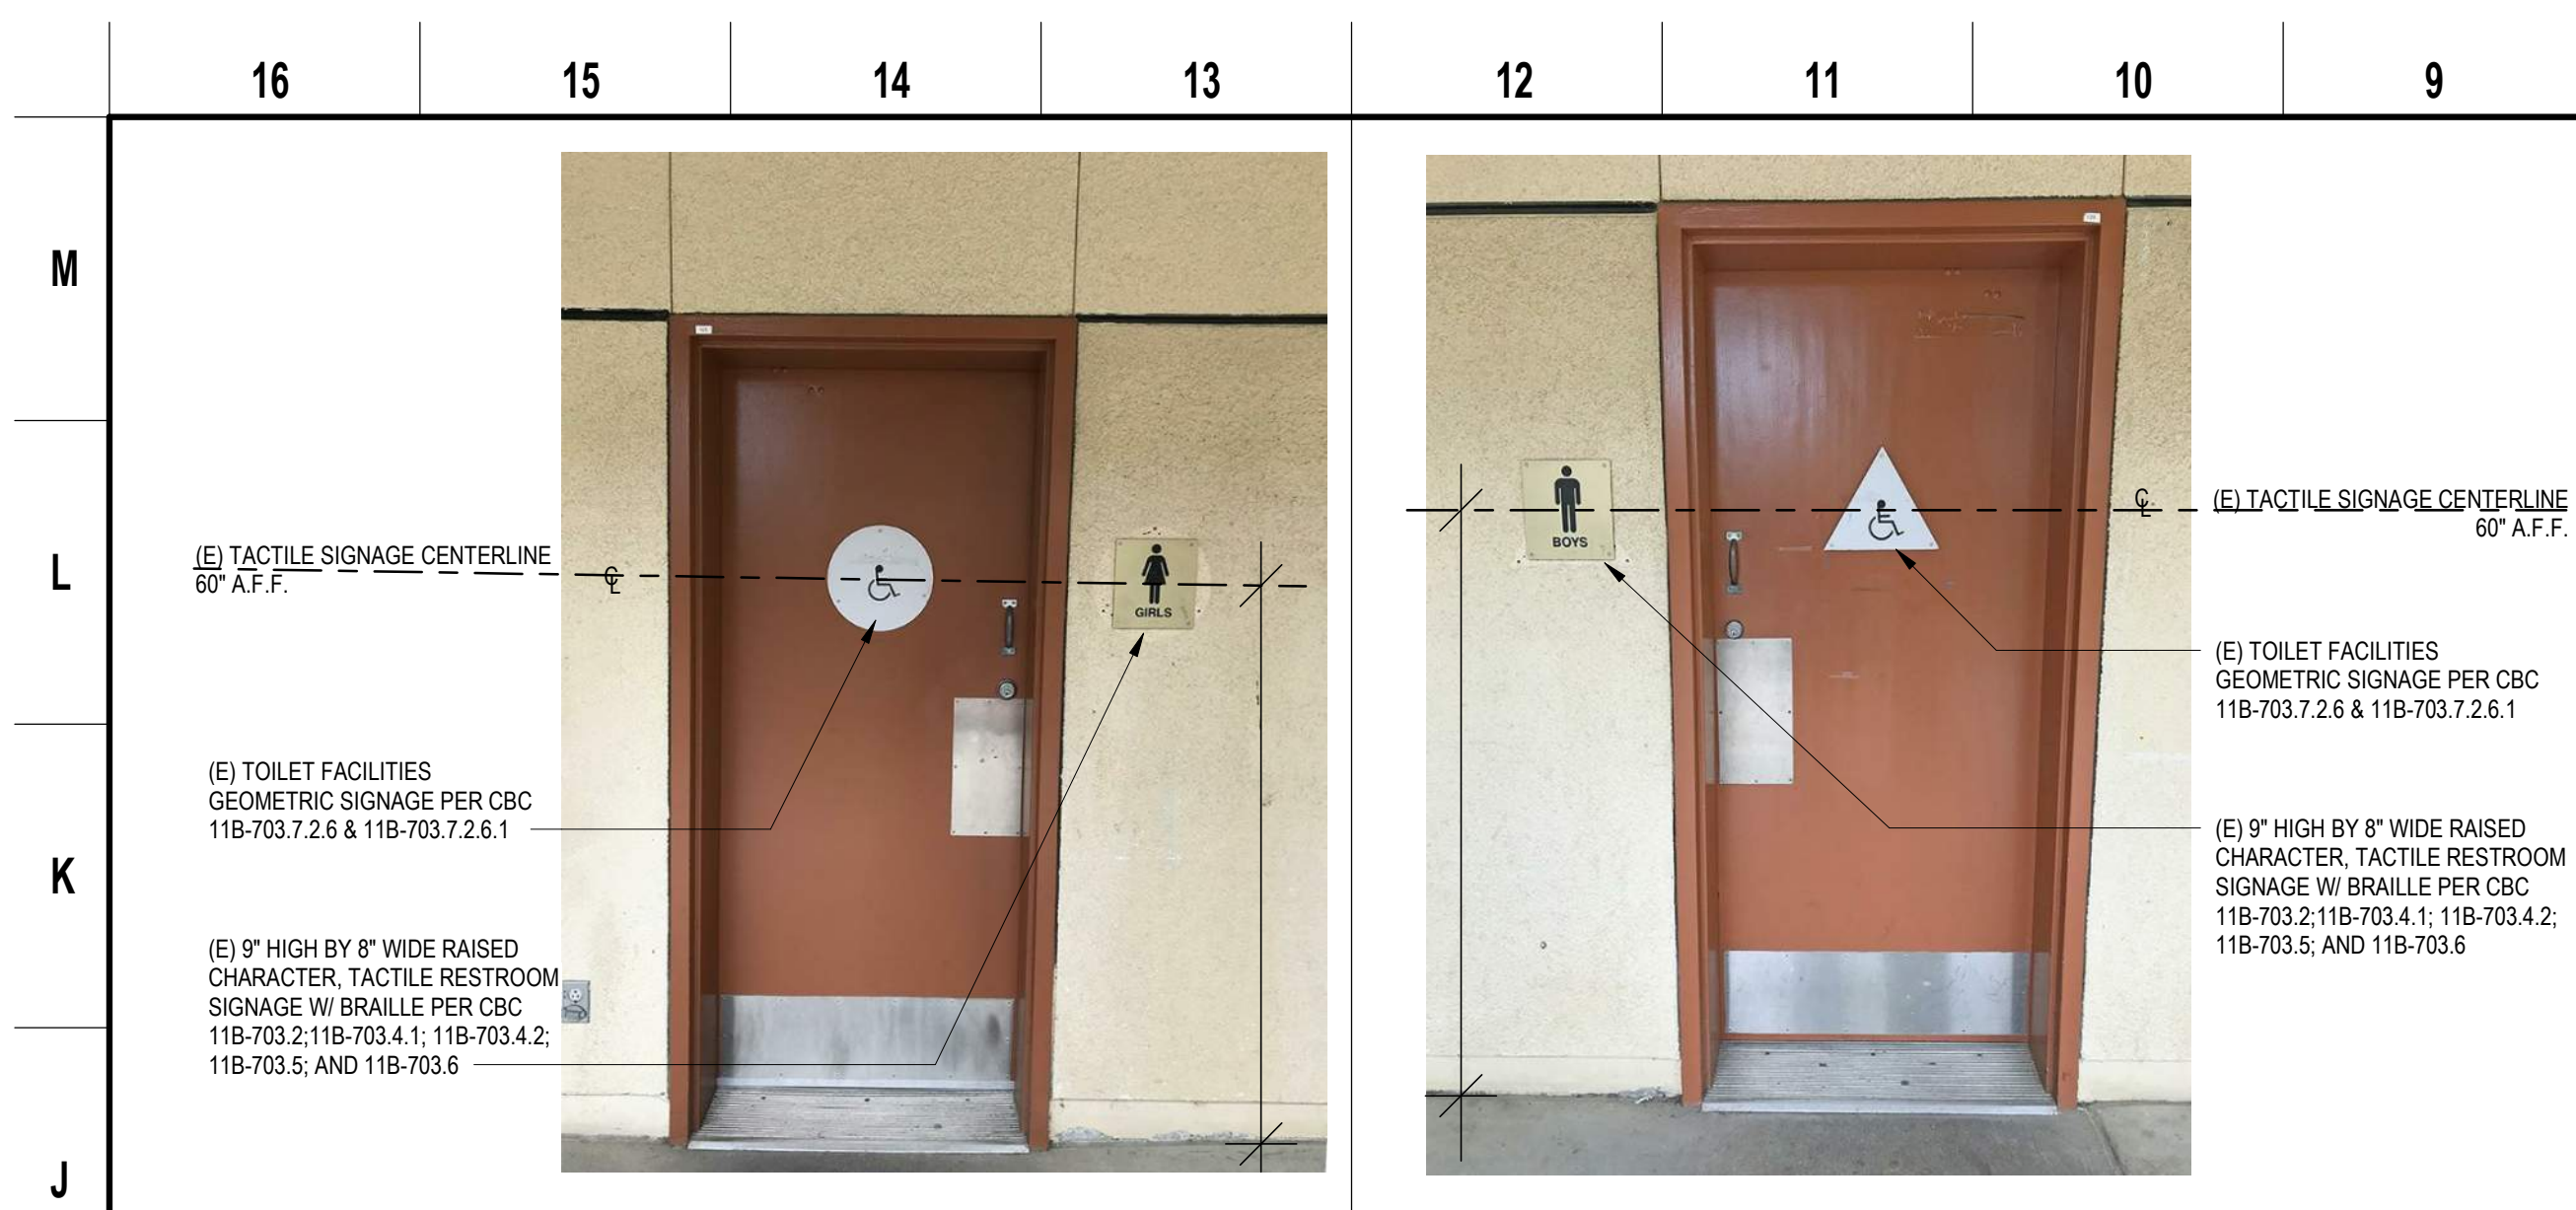 16 15 14 13 12 11 10 9
M
L
K
J
(E) TACTILE SIGNAGE CENTERLINE
60" A.F.F.
(E) TOILET FACILITIES
GEOMETRIC SIGNAGE PER CBC
11B-703.7.2.6 & 11B-703.7.2.6.1
(E) 9" HIGH BY 8" WIDE RAISED
CHARACTER, TACTILE RESTROOM
SIGNAGE W/ BRAILLE PER CBC
11B-703.2;11B-703.4.1; 11B-703.4.2;
11B-703.5; AND 11B-703.6
℄
GIRLS
BOYS
℄
(E) TACTILE SIGNAGE CENTERLINE
60" A.F.F.
(E) TOILET FACILITIES
GEOMETRIC SIGNAGE PER CBC
11B-703.7.2.6 & 11B-703.7.2.6.1
(E) 9" HIGH BY 8" WIDE RAISED
CHARACTER, TACTILE RESTROOM
SIGNAGE W/ BRAILLE PER CBC
11B-703.2;11B-703.4.1; 11B-703.4.2;
11B-703.5; AND 11B-703.6